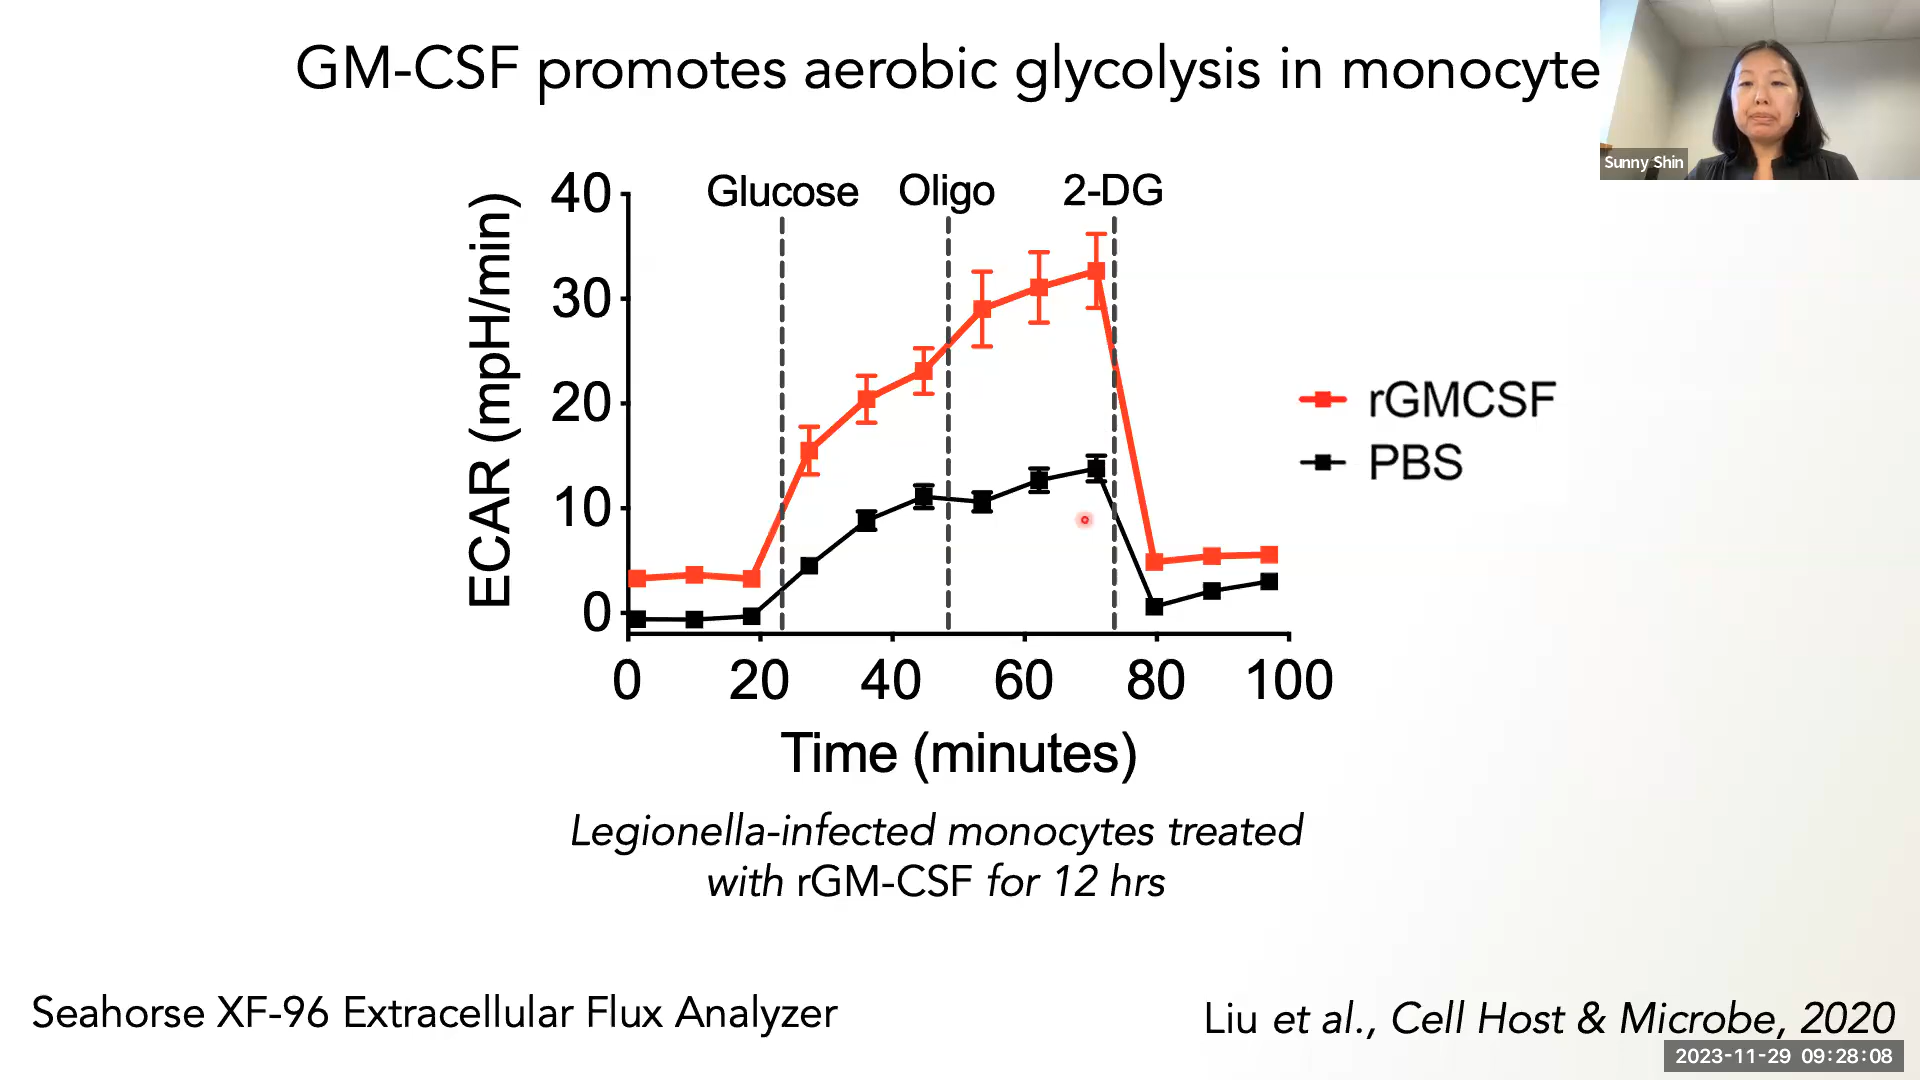 GM-CSF promotes aerobic glycolysis in monocyte
Sunny Shin
Glucose Oligo 2-DG
ECAR (mpH/min)
40
30
20
10
0
0 20 40 60 80 100
Time (minutes)
rGMCSF
PBS
Legionella-infected monocytes treated
with rGM-CSF for 12 hrs
Seahorse XF-96 Extracellular Flux Analyzer
Liu et al., Cell Host & Microbe, 2020
2023-11-29 09:28:08